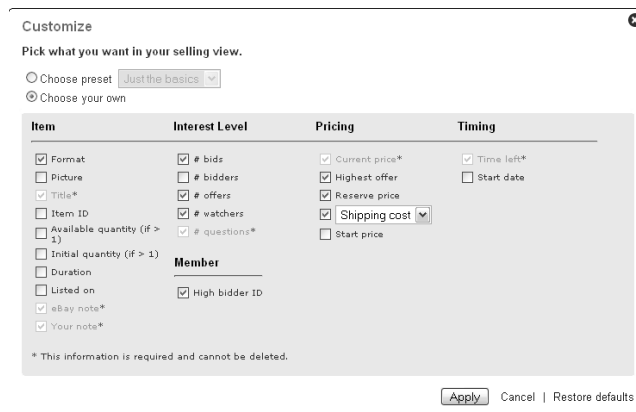 Customize
Pick what you want in your selling view.
Choose preset Just the basics
Choose your own
Item
Format
Picture
Title*
Item ID
Available quantity (if >
1)
Initial quantity (if > 1)
Duration
Listed on
eBay note*
Your note*
Interest Level
# bids
# bidders
# offers
# watchers
# questions*
Member
High bidder ID
Pricing
Current price*
Highest offer
Reserve price
Shipping cost
Start price
Timing
Time left*
Start date
* This information is required and cannot be deleted.
Apply Cancel | Restore defaults